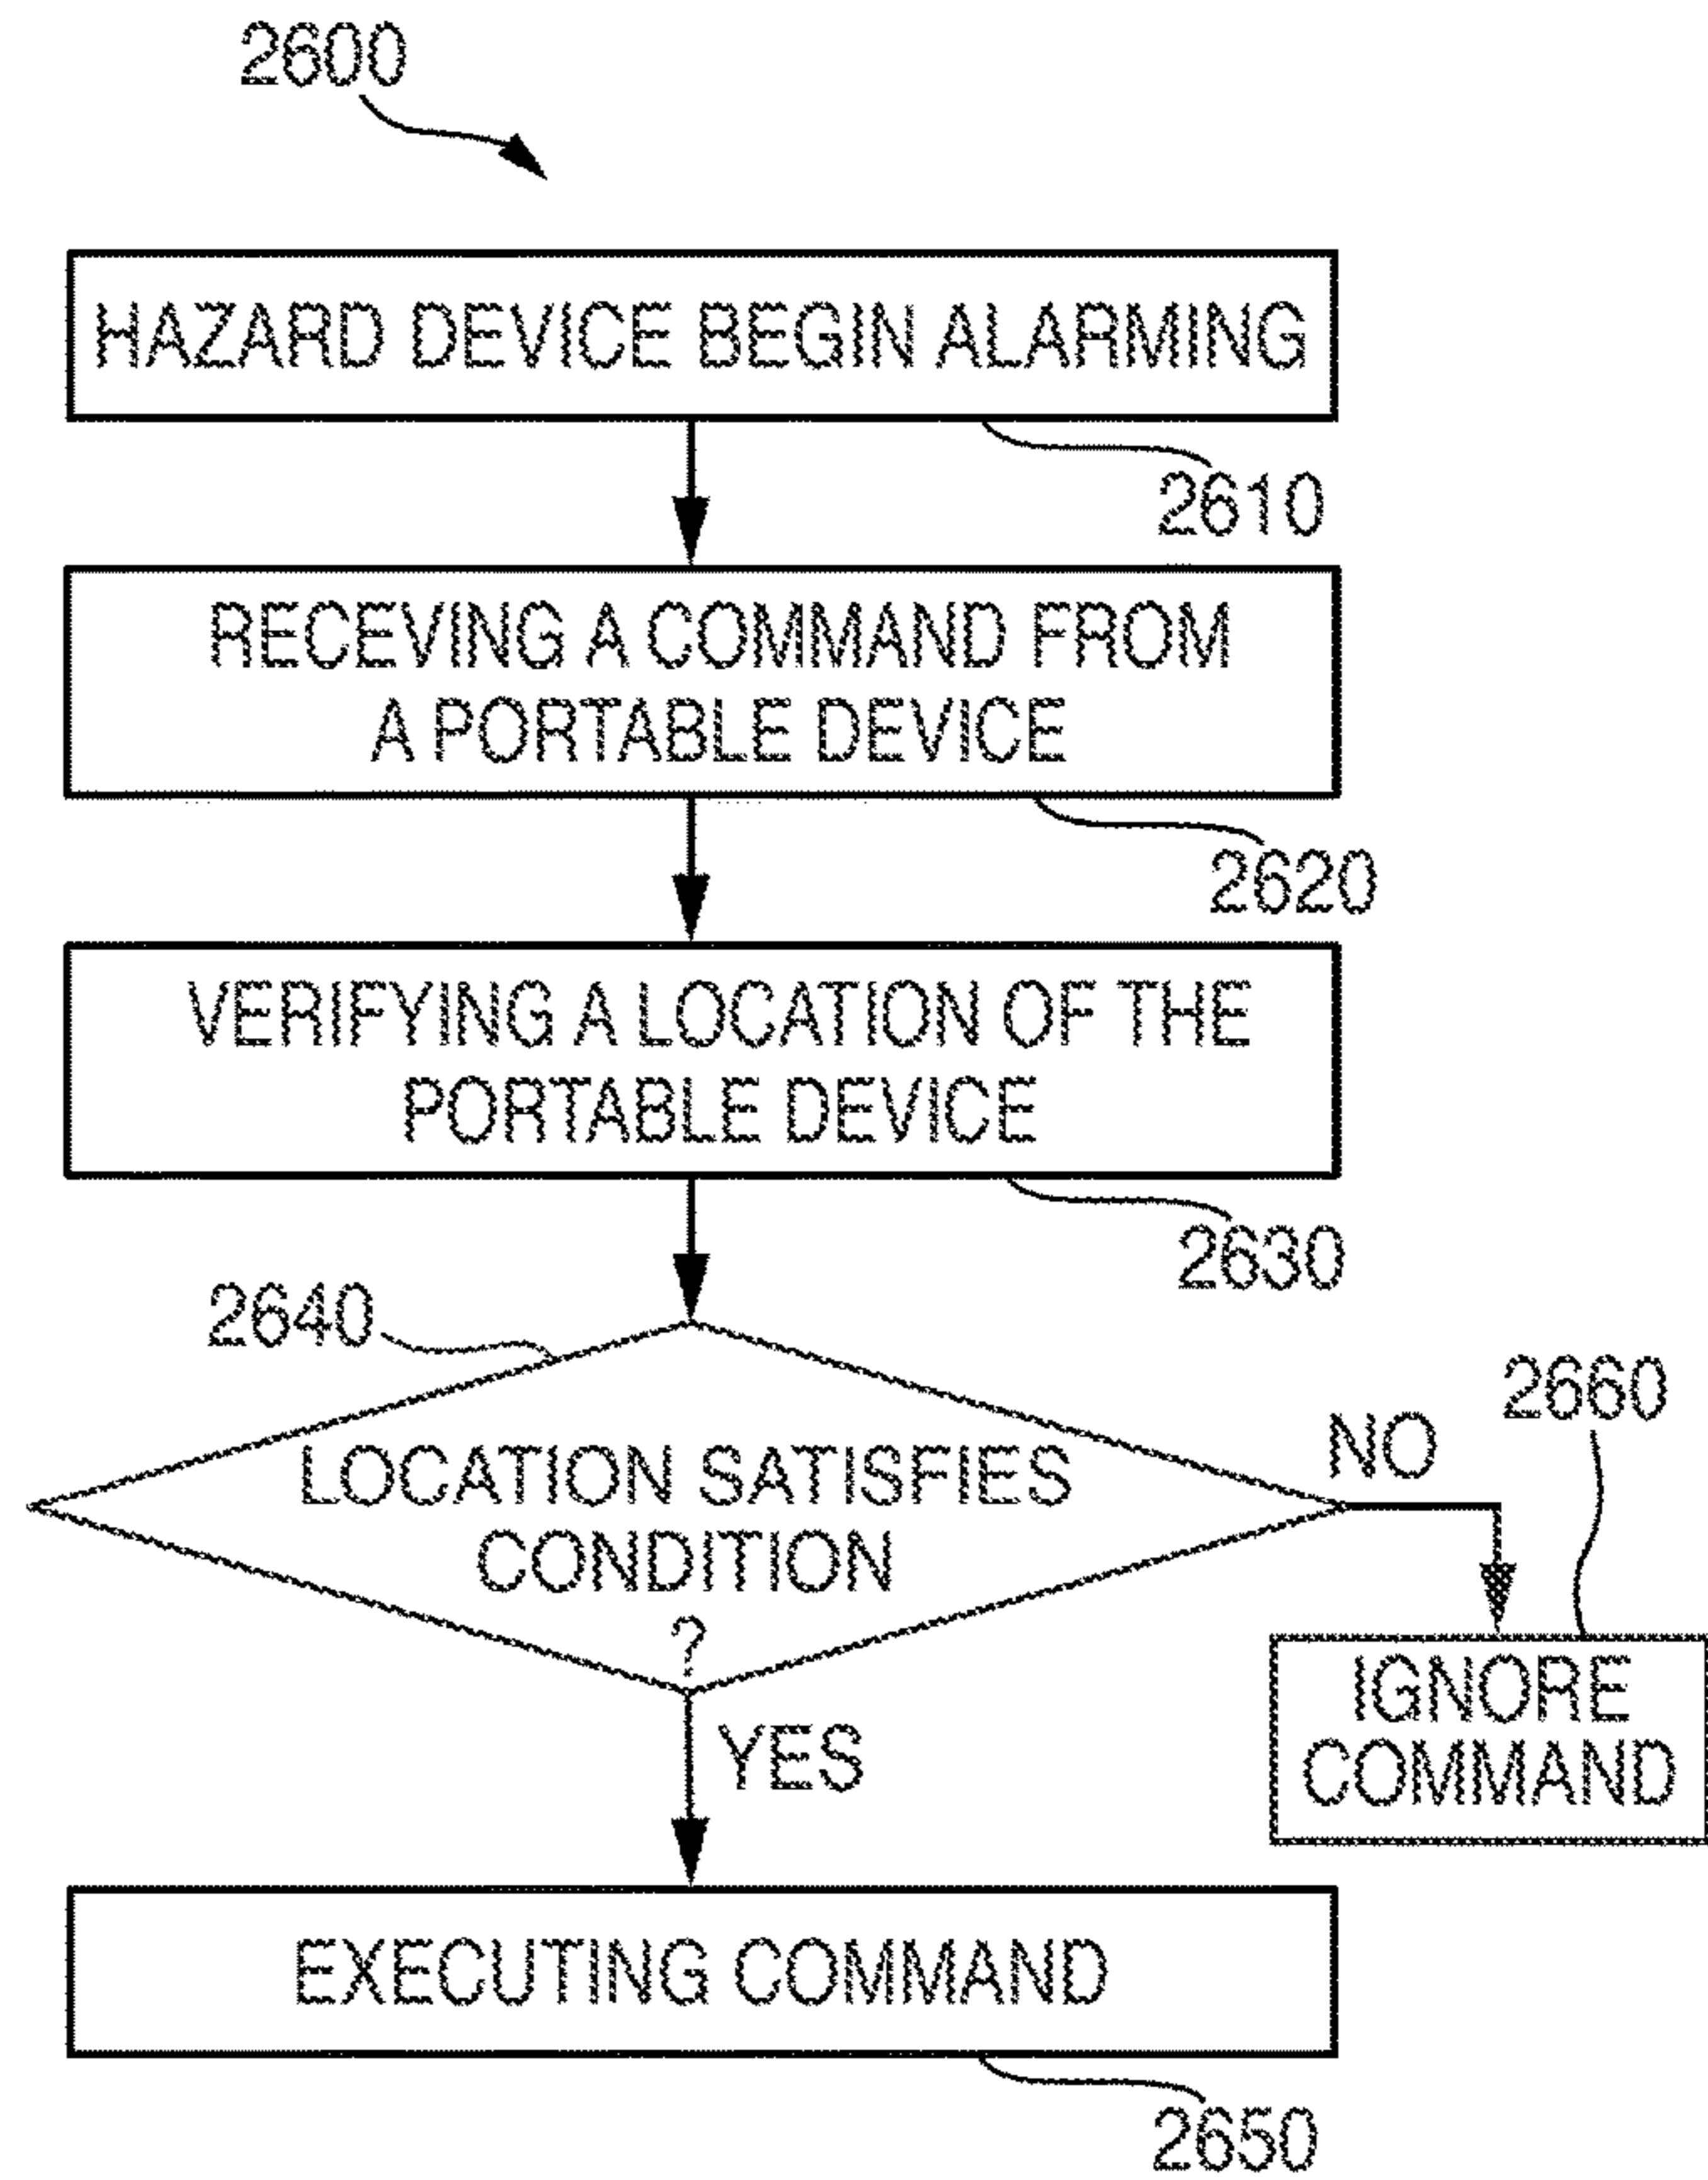 2600
HAZARD DEVICE BEGIN ALARMING
2610
RECEVING A COMMAND FROM
A PORTABLE DEVICE
2620
VERIFYING A LOCATION OF THE
PORTABLE DEVICE
2630
2640
LOCATION SATISFIES
CONDITION
?
NO
2660
IGNORE
COMMAND
YES
EXECUTING COMMAND
2650